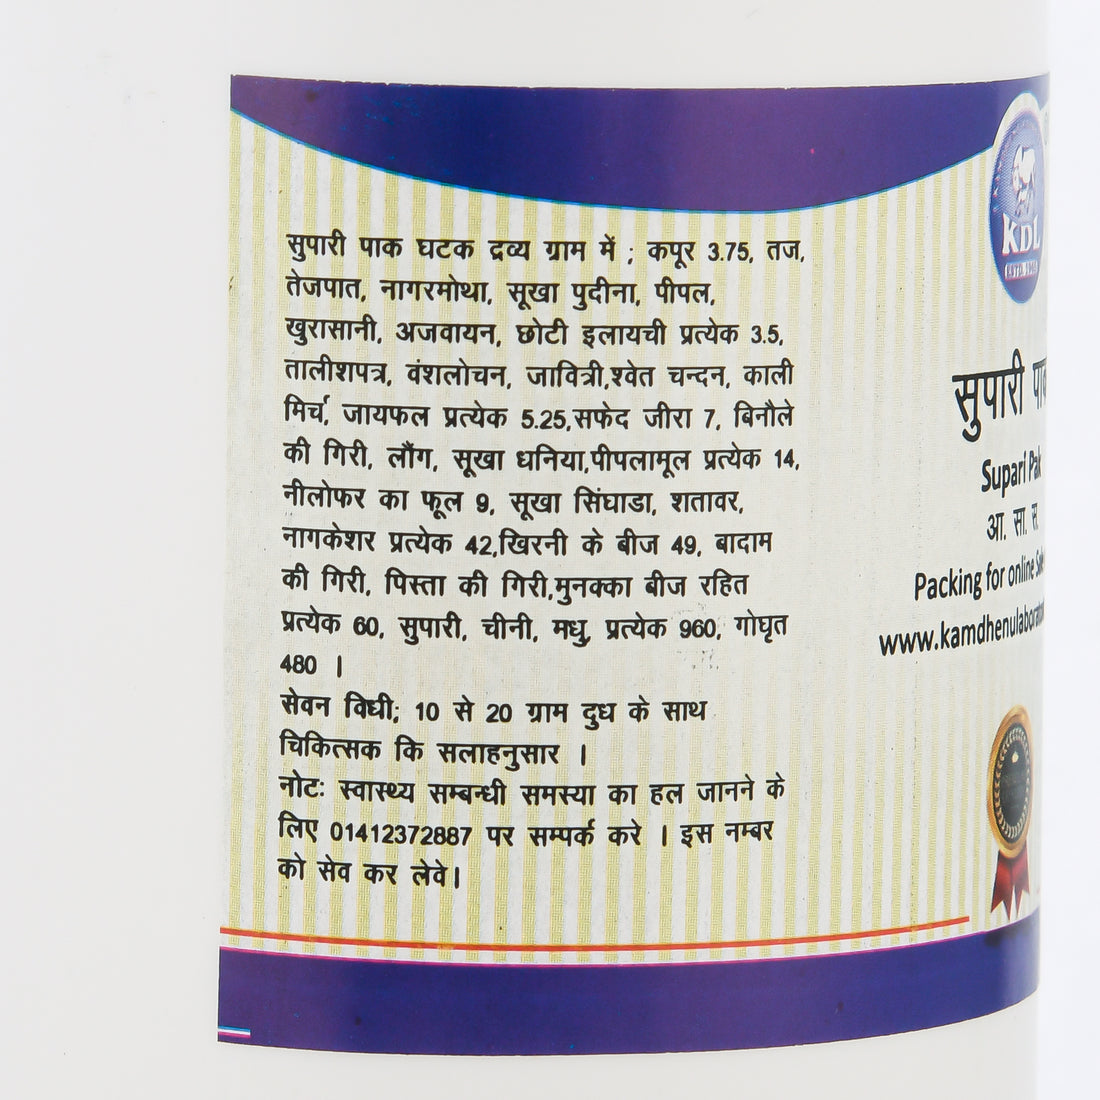 सुपारी पाक घटक द्रव्य ग्राम में ; कपूर 3.75, तज,
तेजपात, नागरमोथा, सूखा पुदीना, पीपल,
खुरासानी, अजवायन, छोटी इलायची प्रत्येक 3.5,
तालीशपत्र, वंशलोचन, जावित्री,श्वेत चन्दन, काली
मिर्च, जायफल प्रत्येक 5.25,सफेद जीरा 7, बिनौले
की गिरी, लौंग, सूखा धनिया,पीपलामूल प्रत्येक 14,
नीलोफर का फूल 9, सूखा सिंघाडा, शतावर,
नागकेशर प्रत्येक 42,खिरनी के बीज 49, बादाम
की गिरी, पिस्ता की गिरी,मुनक्का बीज रहित
प्रत्येक 60, सुपारी, चीनी, मधु, प्रत्येक 960, गोघृत
480 ।
सेवन विधी; 10 से 20 ग्राम दुध के साथ
चिकित्सक कि सलाहनुसार ।
नोटः स्वास्थ्य सम्बन्धी समस्या का हल जानने के
लिए 01412372887 पर सम्पर्क करे । इस नम्बर
को सेव कर लेवे।
KDL
सुपारी
Supari Pak
आ. सा. स.
Packing for online